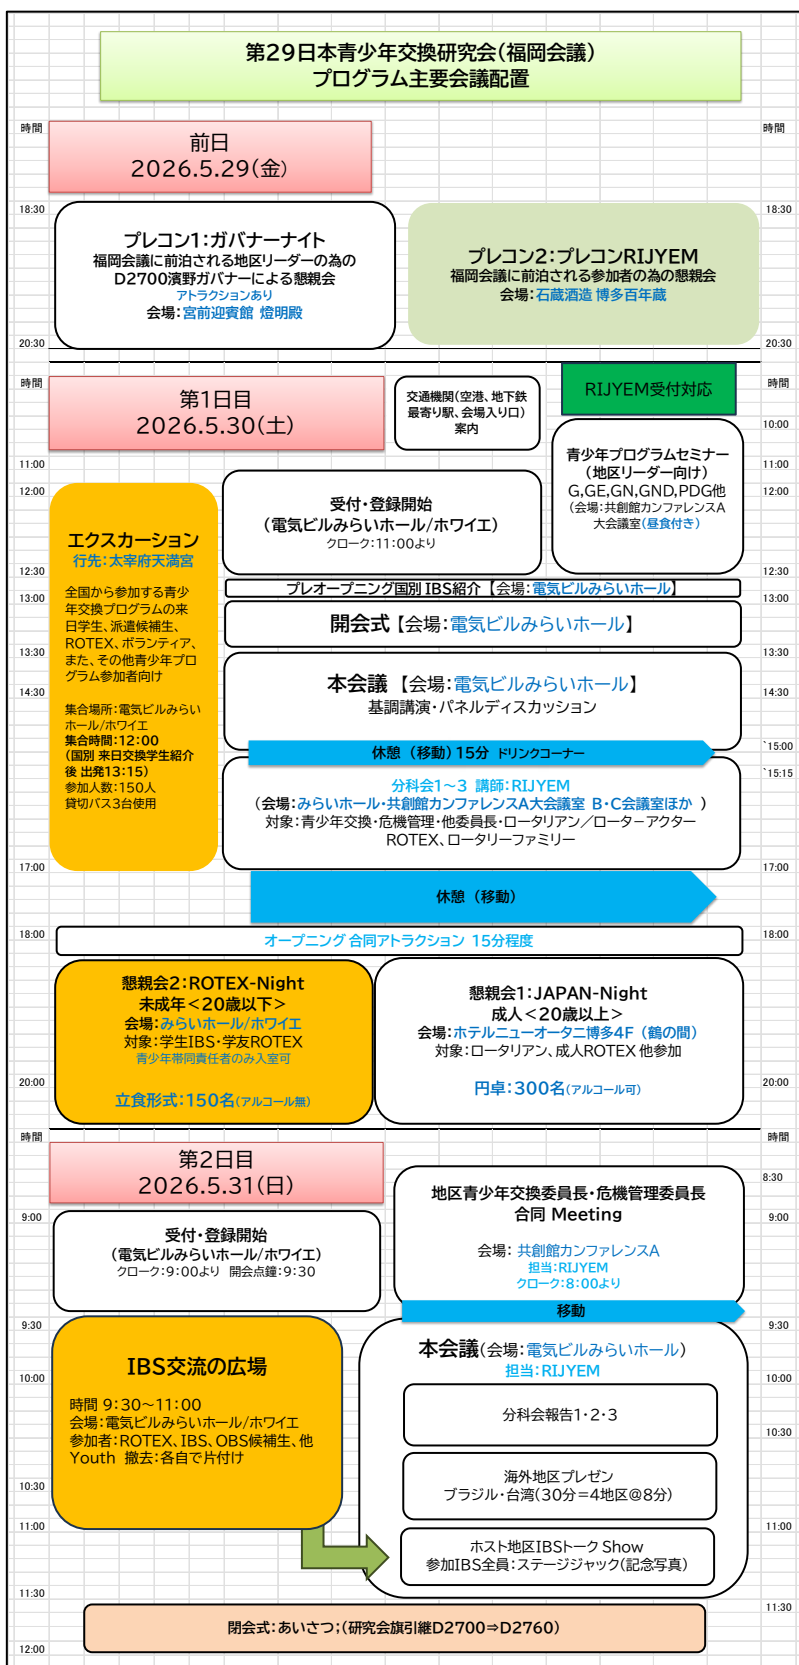 第29日本青少年交換研究会(福岡会議)
プログラム主要会議配置
時間
時間
前日
2026.5.29(金)
18:30
18:30
プレコン1:ガバナーナイト
福岡会議に前泊される地区リーダーの為の
D2700濱野ガバナーによる懇親会
アトラクションあり
会場:宮前迎賓館 燈明殿
プレコン2:プレコンRIJYEM
福岡会議に前泊される参加者の為の懇親会
会場:石蔵酒造 博多百年蔵
20:30
20:30
時間
時間
第1日目
2026.5.30(土)
交通機関(空港、地下鉄
最寄り駅、会場入り口)
案内
RIJYEM受付対応
10:00
青少年プログラムセミナー
(地区リーダー向け)
G,GE,GN,GND,PDG他
(会場:共創館カンファレンスA
大会議室(昼食付き)
11:00
11:00
12:00
12:00
受付・登録開始
(電気ビルみらいホール/ホワイエ)
クローク:11:00より
エクスカーション
行先:太宰府天満宮
全国から参加する青少
年交換プログラムの来
日学生、派遣候補生、
ROTEX、ボランティア、
また、その他青少年プロ
グラム参加者向け
集合場所:電気ビルみらい
ホール/ホワイエ
集合時間:12:00
(国別 来日交換学生紹介
後 出発13:15)
参加人数:150人
貸切バス3台使用
12:30
12:30
プレオープニング国別 IBS紹介 【会場:電気ビルみらいホール】
13:00
13:00
開会式 【会場:電気ビルみらいホール】
13:30
13:30
本会議 【会場:電気ビルみらいホール】
基調講演・パネルディスカッション
14:30
14:30
休憩 (移動) 15分 ドリンクコーナー
`15:00
`15:15
分科会1~3 講師:RIJYEM
(会場:みらいホール・共創館カンファレンスA大会議室 B・C会議室ほか )
対象:青少年交換・危機管理・他委員長・ロータリアン/ローターアクター
ROTEX、ロータリーファミリー
17:00
17:00
休憩 (移動)
18:00
18:00
オープニング 合同アトラクション 15分程度
懇親会2:ROTEX-Night
未成年<20歳以下>
会場:みらいホール/ホワイエ
対象:学生IBS・学友ROTEX
青少年帯同責任者のみ入室可
立食形式:150名(アルコール無)
懇親会1:JAPAN-Night
成人<20歳以上>
会場:ホテルニューオータニ博多4F (鶴の間)
対象:ロータリアン、成人ROTEX 他参加
円卓:300名(アルコール可)
20:00
20:00
時間
時間
第2日目
2026.5.31(日)
8:30
地区青少年交換委員長・危機管理委員長
合同 Meeting
会場: 共創館カンファレンスA
担当:RIJYEM
クローク:8:00より
9:00
9:00
受付・登録開始
(電気ビルみらいホール/ホワイエ)
クローク:9:00より 開会点鐘:9:30
移動
9:30
9:30
IBS交流の広場
時間 9:30~11:00
会場:電気ビルみらいホール/ホワイエ
参加者:ROTEX、IBS、OBS候補生、他
Youth 撤去:各自で片付け
本会議(会場:電気ビルみらいホール)
担当:RIJYEM
10:00
10:00
分科会報告1・2・3
10:30
10:30
海外地区プレゼン
ブラジル・台湾(30分=4地区@8分)
11:00
11:00
ホスト地区IBSトーク Show
参加IBS全員:ステージジャック(記念写真)
11:30
11:30
閉会式:あいさつ;(研究会旗引継D2700⇒D2760)
12:00